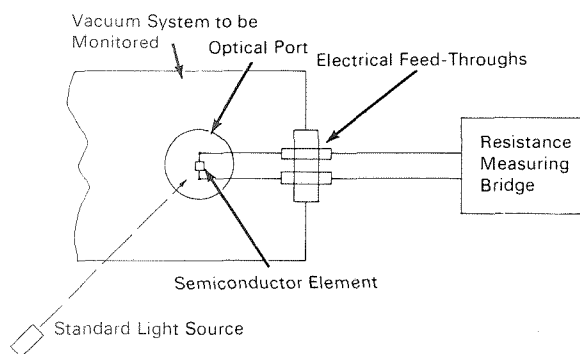 Vacuum System to be
Monitored
Optical Port
Electrical Feed-Throughs
Resistance
Measuring
Bridge
Semiconductor Element
Standard Light Source